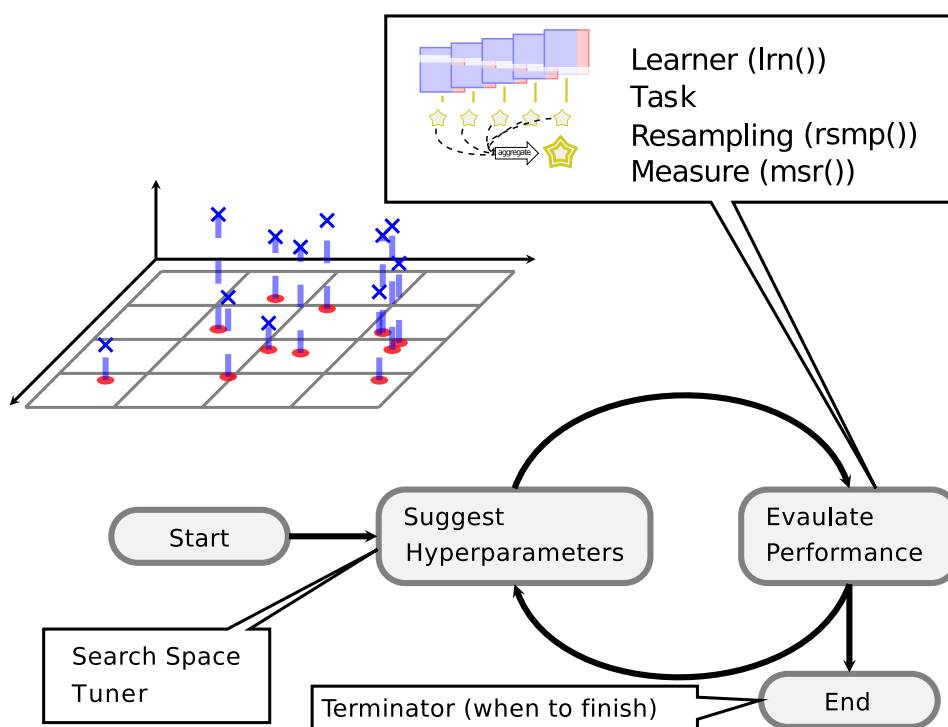 Learner (lrn())
Task
Resampling (rsmp())
Measure (msr())
aggregate
Start
Suggest
Hyperparameters
Evaulate
Performance
Search Space
Tuner
Terminator (when to finish)
End